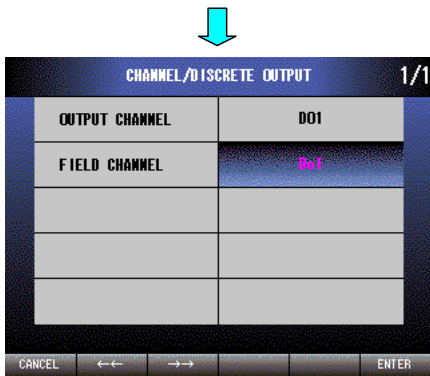 CHANNEL/DISCRETE OUTPUT 1/1
OUTPUT CHANNEL DO1
FIELD CHANNEL Do1
CANCEL ←← →→ ENTER